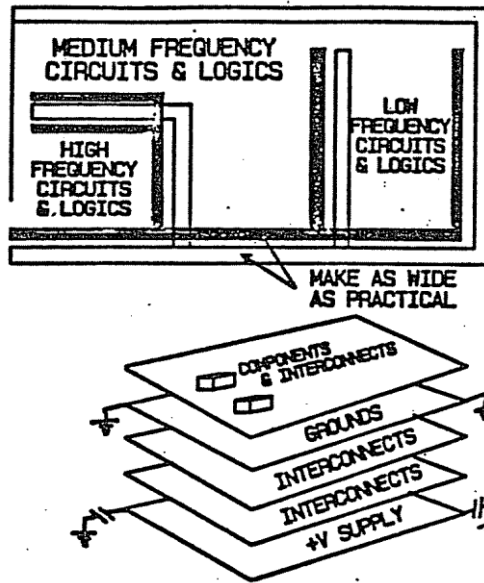 MEDIUM FREQUENCY
CIRCUITS & LOGICS
HIGH
FREQUENCY
CIRCUITS
&.LOGICS
LOW
FREQUENCY
CIRCUITS
& LOGICS
MAKE AS WIDE
AS PRACTICAL
COMPONENTS
& INTERCONNECTS
GROUNDS
INTERCONNECTS
INTERCONNECTS
+V SUPPLY